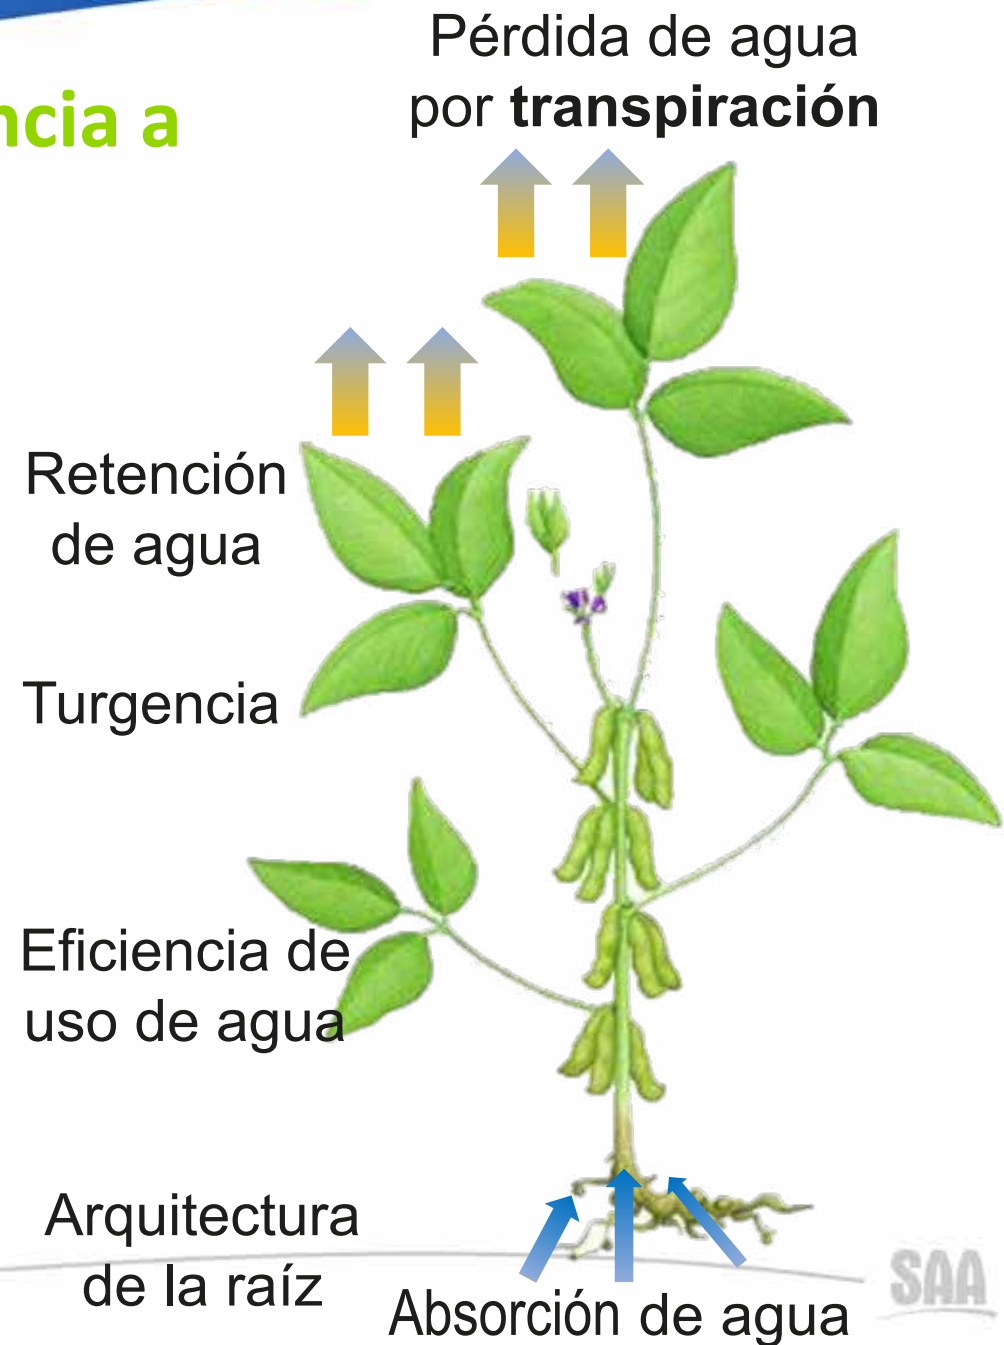 Pérdida de agua
por transpiración
ncia a
Retención
de agua
Turgencia
Eficiencia de
uso de agua
Arquitectura
de la raíz
Absorción de agua
SAA